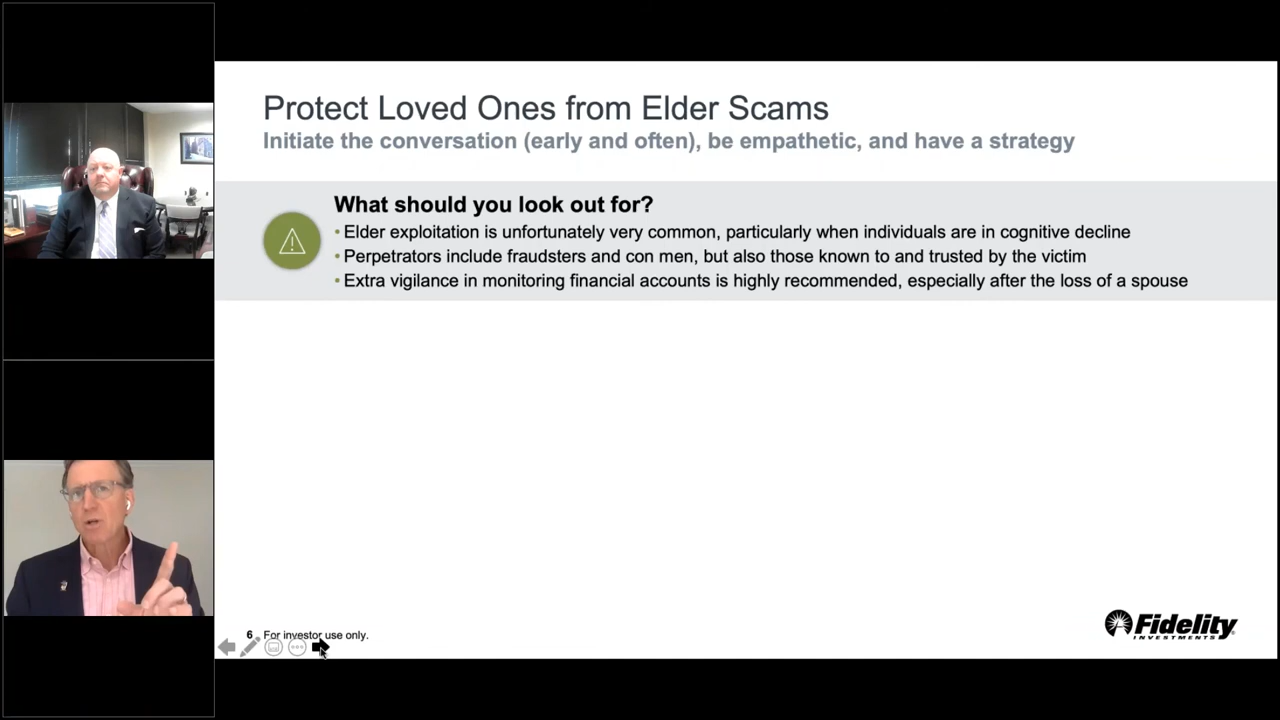 Protect Loved Ones from Elder Scams
Initiate the conversation (early and often), be empathetic, and have a strategy
What should you look out for?
• Elder exploitation is unfortunately very common, particularly when individuals are in cognitive decline
• Perpetrators include fraudsters and con men, but also those known to and trusted by the victim
• Extra vigilance in monitoring financial accounts is highly recommended, especially after the loss of a spouse
6 For investor use only.
Fidelity
INVESTMENTS